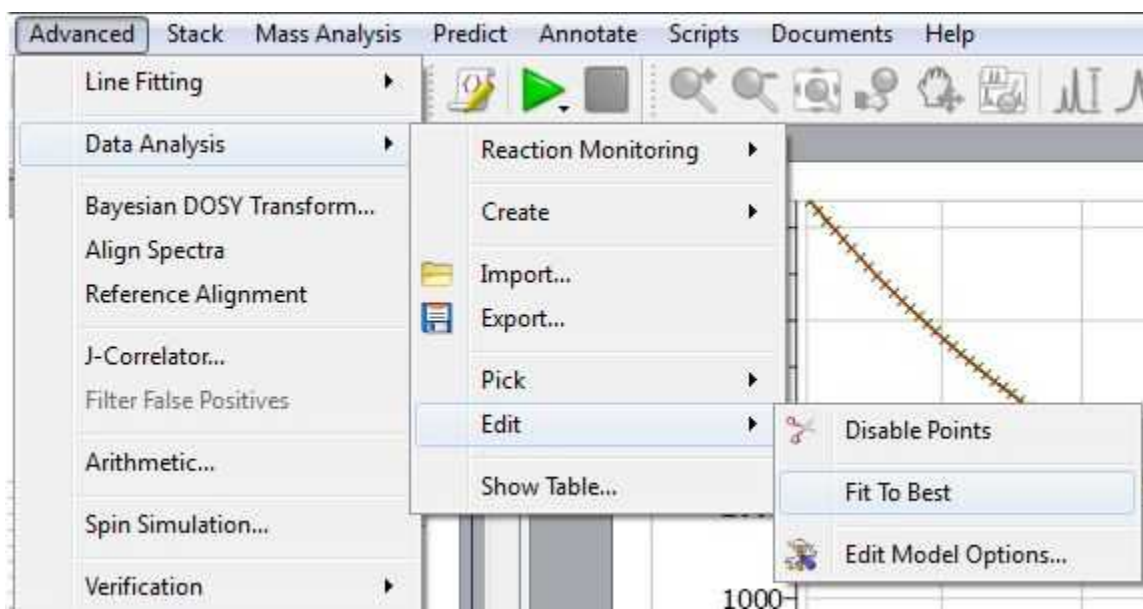 Advanced Stack Mass Analysis Predict Annotate Scripts Documents Help
Line Fitting
Data Analysis
Bayesian DOSY Transform...
Align Spectra
Reference Alignment
J-Correlator...
Filter False Positives
Arithmetic...
Spin Simulation...
Verification
Reaction Monitoring
Create
Import...
Export...
Pick
Edit
Show Table...
Disable Points
Fit To Best
Edit Model Options...
1000